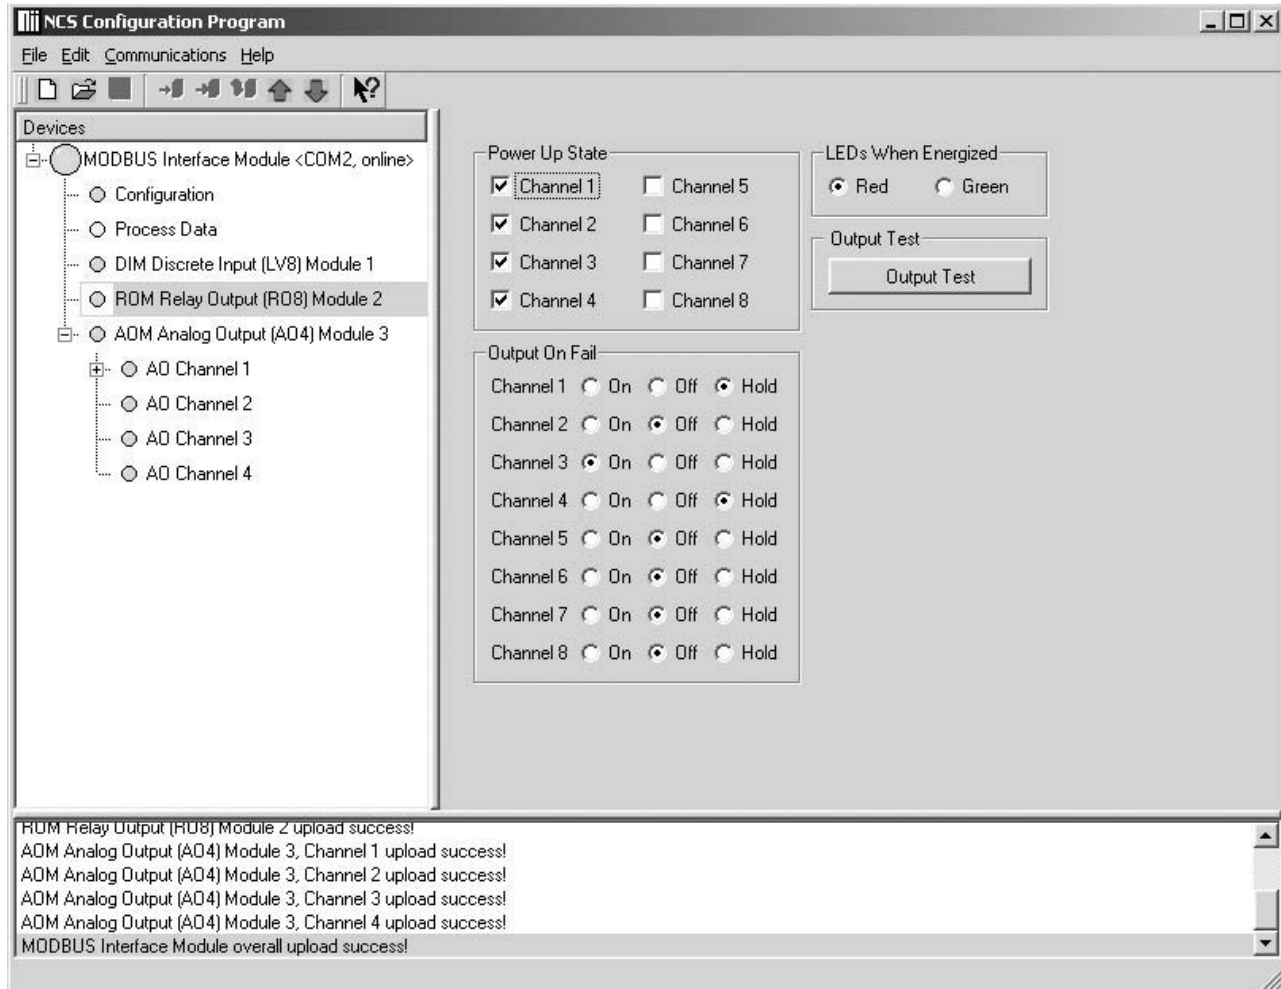 NCS Configuration Program
File Edit Communications Help
Devices
MODBUS Interface Module <COM2, online>
Configuration
Process Data
DIM Discrete Input (LV8) Module 1
ROM Relay Output (RO8) Module 2
AOM Analog Output (AO4) Module 3
AO Channel 1
AO Channel 2
AO Channel 3
AO Channel 4
Power Up State
Channel 1 Channel 5
Channel 2 Channel 6
Channel 3 Channel 7
Channel 4 Channel 8
LEDs When Energized
Red Green
Output Test
Output Test
Output On Fail
Channel 1 On Off Hold
Channel 2 On Off Hold
Channel 3 On Off Hold
Channel 4 On Off Hold
Channel 5 On Off Hold
Channel 6 On Off Hold
Channel 7 On Off Hold
Channel 8 On Off Hold
ROM Relay Output (RO8) Module 2 upload success!
AOM Analog Output (AO4) Module 3, Channel 1 upload success!
AOM Analog Output (AO4) Module 3, Channel 2 upload success!
AOM Analog Output (AO4) Module 3, Channel 3 upload success!
AOM Analog Output (AO4) Module 3, Channel 4 upload success!
MODBUS Interface Module overall upload success!